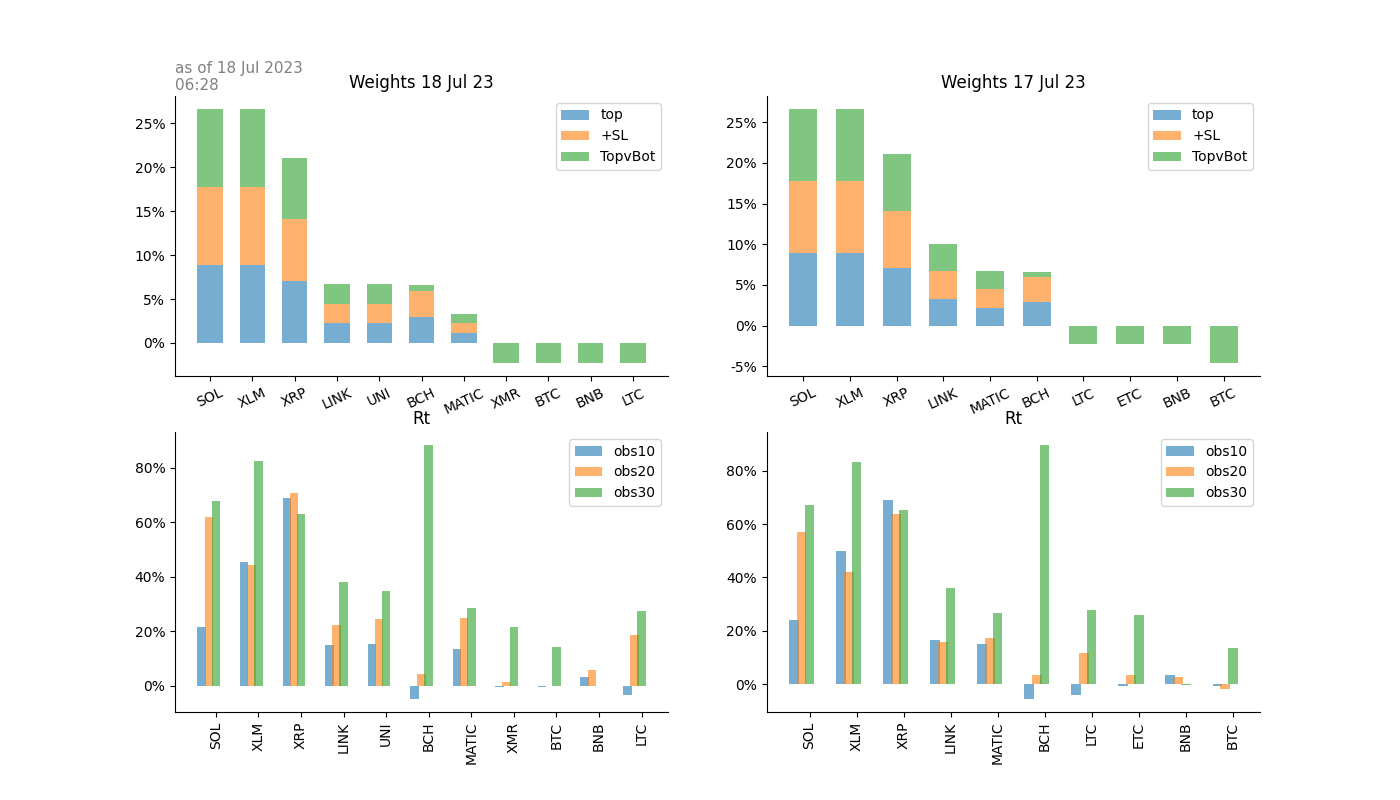 as of 18 Jul 2023
06:28
Weights 18 Jul 23
25%
20%
15%
10%
5%
0%
top
+SL
TopvBot
SOL XLM XRP LINK UNI BCH MATIC XMR BTC BNB LTC
Weights 17 Jul 23
25%
20%
15%
10%
5%
0%
-5%
top
+SL
TopvBot
SOL XLM XRP LINK MATIC BCH LTC ETC BNB BTC
Rt
80%
60%
40%
20%
0%
obs10
obs20
obs30
SOL XLM XRP LINK UNI BCH MATIC XMR BTC BNB LTC
Rt
80%
60%
40%
20%
0%
obs10
obs20
obs30
SOL XLM XRP LINK MATIC BCH LTC ETC BNB BTC